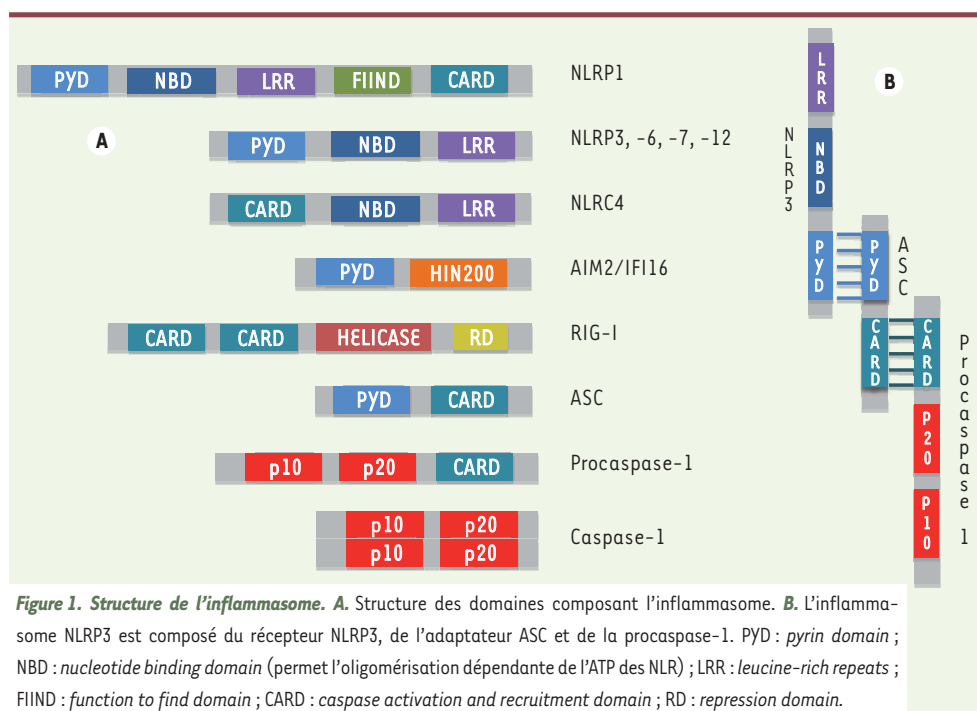 A
PYD NBD LRR FIIND CARD NLRP1
PYD NBD LRR NLRP3, -6, -7, -12
CARD NBD LRR NLRC4
PYD HIN200 AIM2/IFI16
CARD CARD HELICASE RD RIG-I
PYD CARD ASC
p10 p20 CARD Procaspase-1
p10 p20
p10 p20
Caspase-1
B
LRR
NBD
NLRP3
PYD
PYD
ASC
CARD
CARD
P20
P10
Procaspase 1
Figure 1. Structure de l'inflammasome. A. Structure des domaines composant l'inflammasome. B. L'inflamma-
some NLRP3 est composé du récepteur NLRP3, de l'adaptateur ASC et de la procaspase-1. PYD : pyrin domain ;
NBD : nucleotide binding domain (permet l'oligomérisation dépendante de l'ATP des NLR) ; LRR : leucine-rich repeats ;
FIIND : function to find domain ; CARD : caspase activation and recruitment domain ; RD : repression domain.